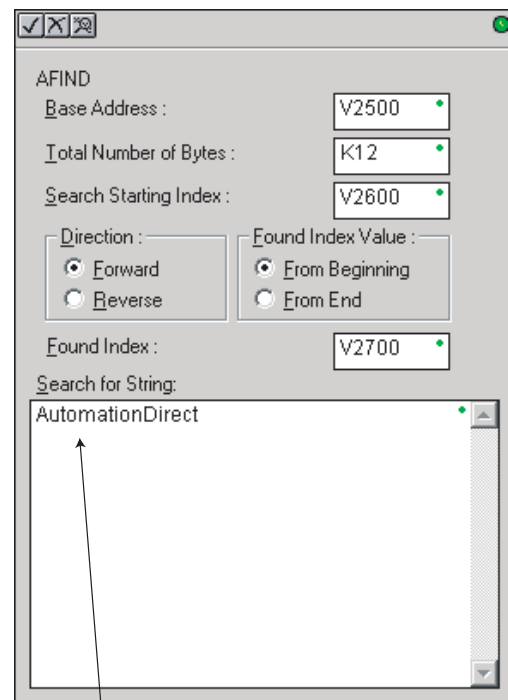 AFIND
Base Address : V2500
Total Number of Bytes : K12
Search Starting Index : V2600
Direction : Found Index Value :
Forward From Beginning
Reverse From End
Found Index : V2700
Search for String:
AutomationDirect